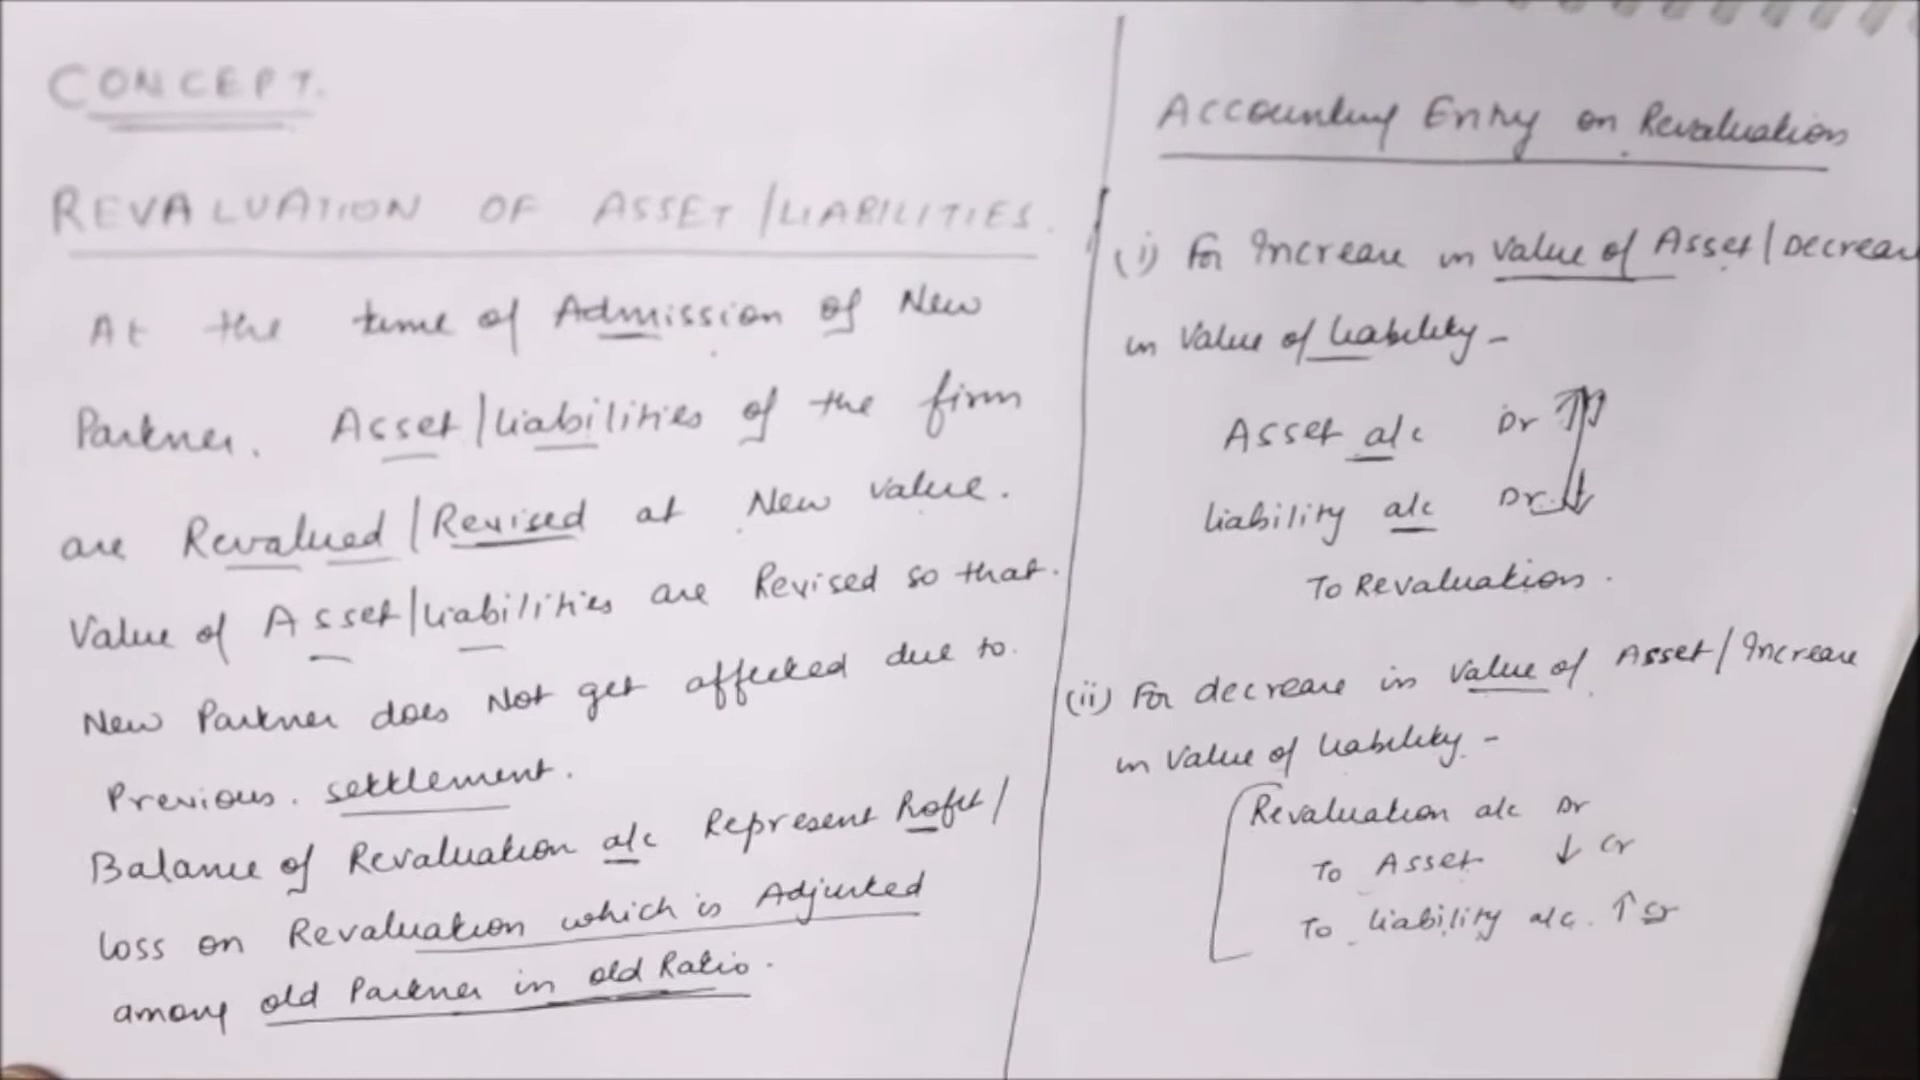 CONCEPT.
REVALUATION OF ASSET/LIABILITIES.
At the time of Admission of New
Partner. Asset/liabilities of the firm
are Revalued/Revised at New value.
Value of Asset/liabilities are Revised so that.
New Partner does Not get affected due to.
Previous. settlement.
Balance of Revaluation a/c Represent Profit/
loss on Revaluation which is Adjusted
among old Partner in old Ratio.
Accounting Entry on Revaluation
(i) For Increase in value of Asset/Decreas
in Value of liability -
Asset a/c Dr ↑
liability a/c Dr. ↓
To Revaluation.
(ii) For decrease in value of Asset/Increase
in Value of liability -
Revaluation a/c Dr
To Asset ↓ Cr
To liability a/c. ↑ Cr